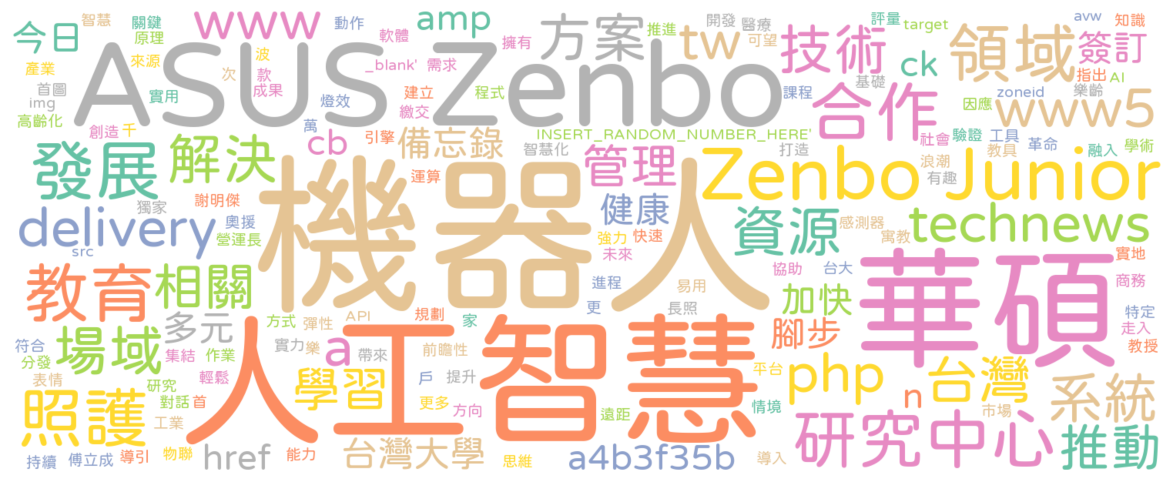 ASUS Zenbo
機器人
人工智慧
華碩
Zenbo Junior
www
www5
technews
delivery
領域
技術
合作
方案
tw
amp
今日
簽訂
ck
發展
解決
管理
備忘錄
cb
健康
資源
教育
相關
場域
多元
照護
學習
a
台灣大學
href
a4b3f35b
php
n
台灣
系統
研究中心
推動
加快
腳步
智慧
關鍵
原理
動作
軟體
擁有
推進
開發
醫療
可望
評量
target
avw
知識
產業
來源
波
次
款
成果
_blank'
需求
首圖
img
實用
燈效
建立
繳交
程式
課程
基礎
指出
AI
zoneid
樂齡
因應
高齡化
創造
千
萬
引擎
INSERT_RANDOM_NUMBER_HERE'
智慧化
打造
社會
驗證
工具
教具
革命
融入
學術
浪潮
有趣
運算
謝明傑
獨家
奧援
營運長
src
強力
快速
未來
感測器
寓教
實地
商務
協助
台大
進程
更
易用
長照
特定
走入
教授
方式
彈性
API
規劃
家
實力
樂
帶來
前瞻性
符合
分發
集結
作業
表情
輕鬆
研究
對話
首
工業
戶
提升
更多
方向
平台
遠距
情境
市場
持續
傅立成
導引
物聯
能力
思維
導入